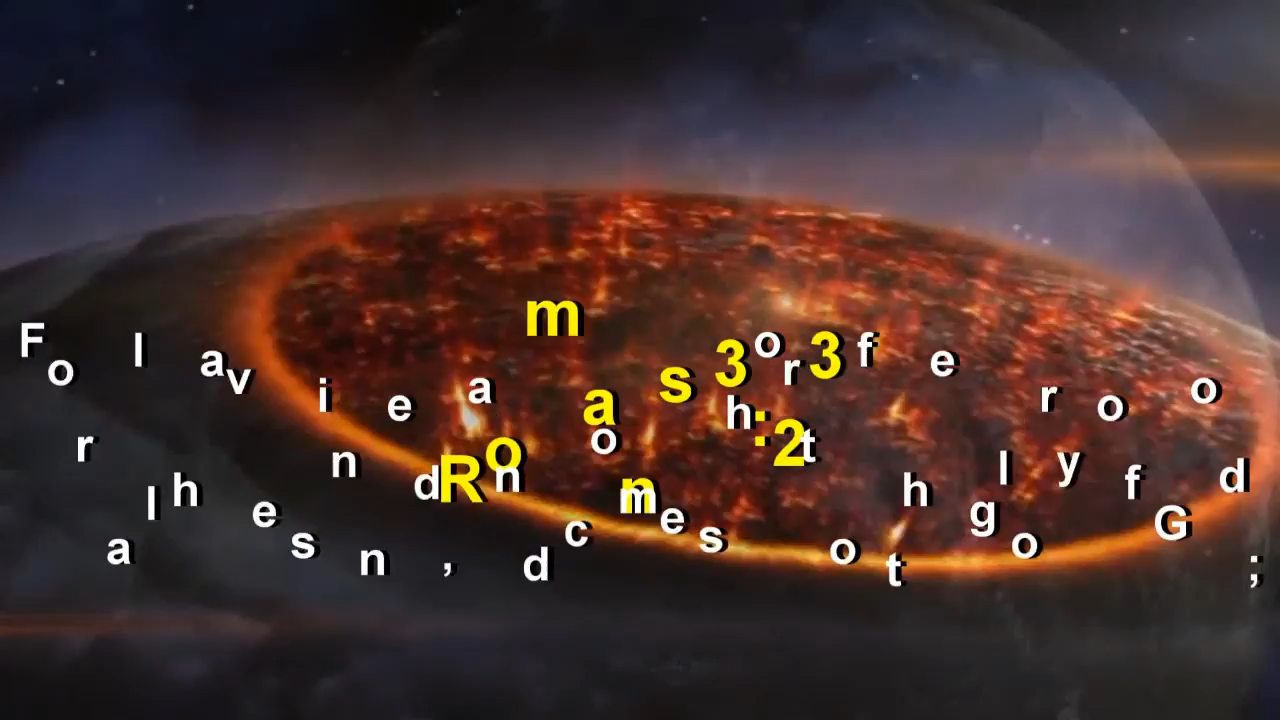 Romans 3:23
For all have sinned, and come short of the glory of God;